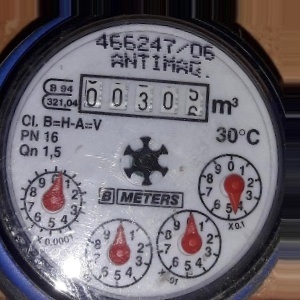 466247/06
ANTIMAG.
B 94
321,04
0030 m³
Cl. B=H-A=V
PN 16
Qn 1,5
30°C
B METERS
X 0.0001
X0.1